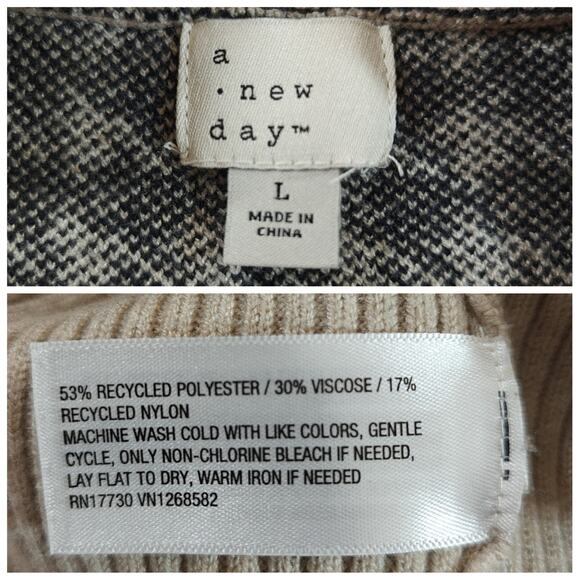 a
· new
day™
L
MADE IN
CHINA
53% RECYCLED POLYESTER / 30% VISCOSE / 17%
RECYCLED NYLON
MACHINE WASH COLD WITH LIKE COLORS, GENTLE
CYCLE, ONLY NON-CHLORINE BLEACH IF NEEDED,
LAY FLAT TO DRY, WARM IRON IF NEEDED
RN17730 VN1268582